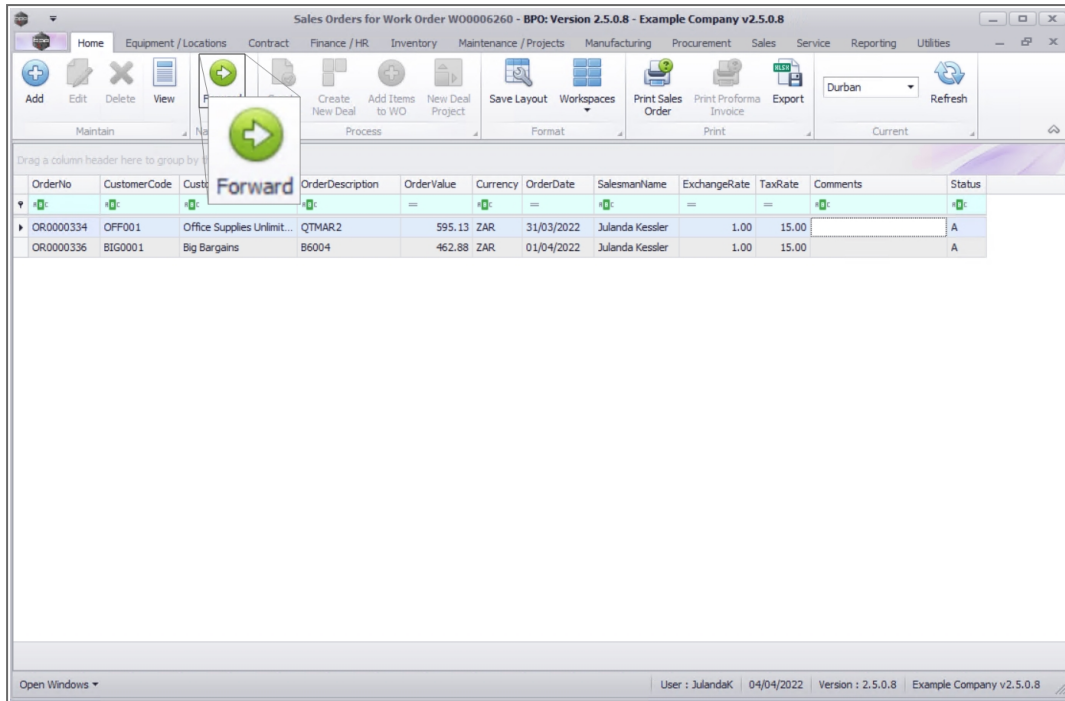 Sales Orders for Work Order WO0006260 - BPO: Version 2.5.0.8 - Example Company v2.5.0.8
Home Equipment / Locations Contract Finance / HR Inventory Maintenance / Projects Manufacturing Procurement Sales Service Reporting Utilities
Add Edit Delete View Create New Deal Add Items to WO New Deal Project Save Layout Workspaces Print Sales Order Print Proforma Invoice Export Durban Refresh
Maintain Process Format Print Current
Forward
Drag a column header here to group by
OrderNo CustomerCode OrderDescription OrderValue Currency OrderDate SalesmanName ExchangeRate TaxRate Comments Status
OR0000334 OFF001 Office Supplies Unlimit... QTMAR2 595.13 ZAR 31/03/2022 Julanda Kessler 1.00 15.00 A
OR0000336 BIG0001 Big Bargains B6004 462.88 ZAR 01/04/2022 Julanda Kessler 1.00 15.00 A
Open Windows User : JulandaK 04/04/2022 Version : 2.5.0.8 Example Company v2.5.0.8